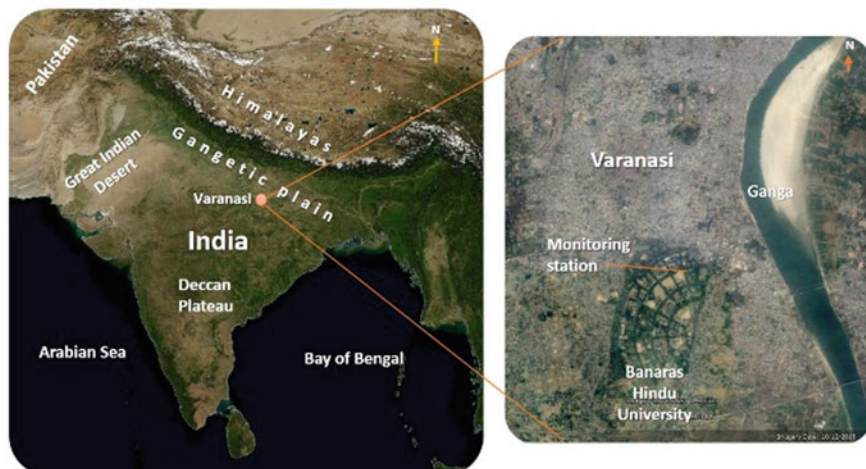 N
Pakistan
Himalayas
Gangetic plain
Great Indian
Desert
Varanasi
India
Deccan
Plateau
Arabian Sea
Bay of Bengal
N
Varanasi
Ganga
Monitoring
station
Banaras
Hindu
University